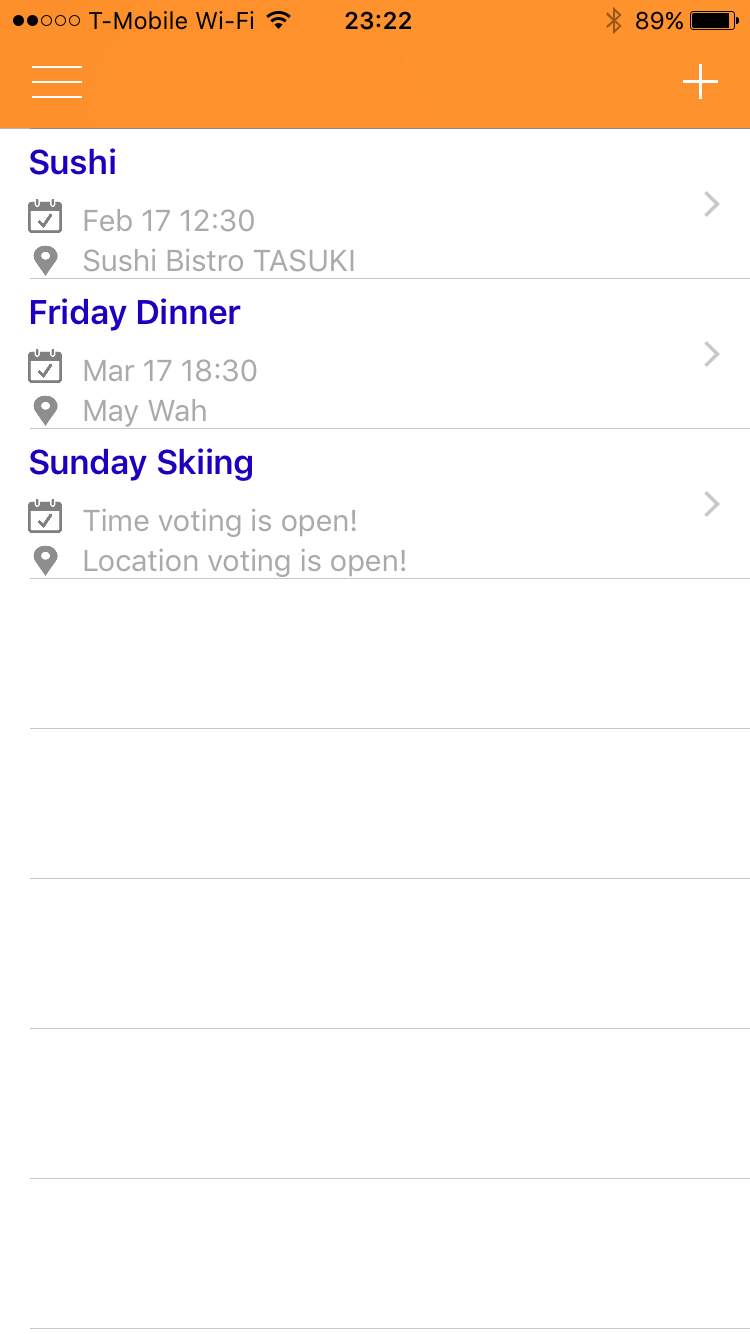 T-Mobile Wi-Fi 23:22 89%
Sushi
Feb 17 12:30
Sushi Bistro TASUKI
Friday Dinner
Mar 17 18:30
May Wah
Sunday Skiing
Time voting is open!
Location voting is open!